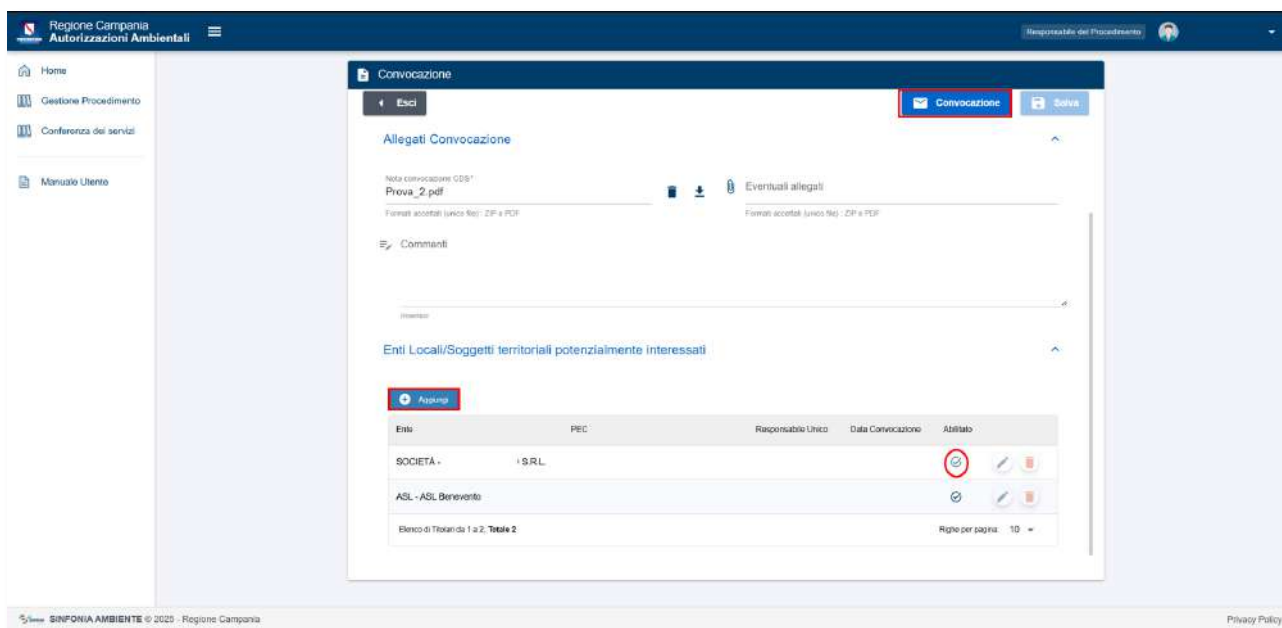 Regione Campania
Autorizzazioni Ambientali
Responsabile del Procedimento
Home
Gestione Procedimento
Conferenza dei servizi
Manuale Utente
Convocazione
Esci
Convocazione
Salva
Allegati Convocazione
Nota convocazione CDS*
Prova_2.pdf
Eventuali allegati
Formati accettati (unico file) : ZIP e PDF
Formati accettati (unico file) : ZIP e PDF
Commenti
Enti Locali/Soggetti territoriali potenzialmente interessati
Aggiungi
Ente PEC Responsabile Unico Data Convocazione Abilitato
SOCIETÀ - S.R.L.
ASL - ASL Benevento
Elenco di Titolari da 1 a 2, Totale 2
Righe per pagina: 10
SINFONIA AMBIENTE © 2025 - Regione Campania
Privacy Policy